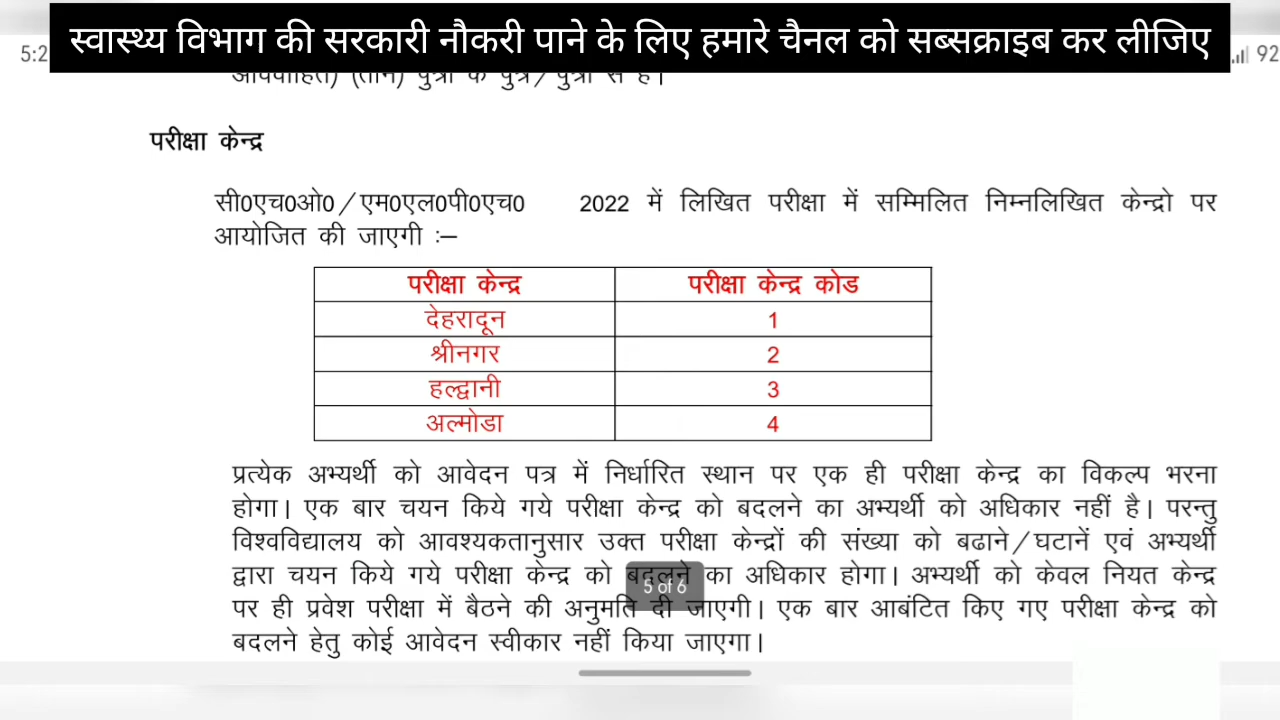 स्वास्थ्य विभाग की सरकारी नौकरी पाने के लिए हमारे चैनल को सब्सक्राइब कर लीजिए
5:2
92
परीक्षा केन्द्र
सी0एच0ओ0/एम0एल0पी0एच0 2022 में लिखित परीक्षा में सम्मिलित निम्नलिखित केन्द्रो पर
आयोजित की जाएगी :–
परीक्षा केन्द्र परीक्षा केन्द्र कोड
देहरादून 1
श्रीनगर 2
हल्द्वानी 3
अल्मोडा 4
प्रत्येक अभ्यर्थी को आवेदन पत्र में निर्धारित स्थान पर एक ही परीक्षा केन्द्र का विकल्प भरना
होगा। एक बार चयन किये गये परीक्षा केन्द्र को बदलने का अभ्यर्थी को अधिकार नहीं है। परन्तु
विश्वविद्यालय को आवश्यकतानुसार उक्त परीक्षा केन्द्रों की संख्या को बढाने/घटानें एवं अभ्यर्थी
द्वारा चयन किये गये परीक्षा केन्द्र को बदलने का अधिकार होगा। अभ्यर्थी को केवल नियत केन्द्र
5 of 6
पर ही प्रवेश परीक्षा में बैठने की अनुमति दी जाएगी। एक बार आबंटित किए गए परीक्षा केन्द्र को
बदलने हेतु कोई आवेदन स्वीकार नहीं किया जाएगा।